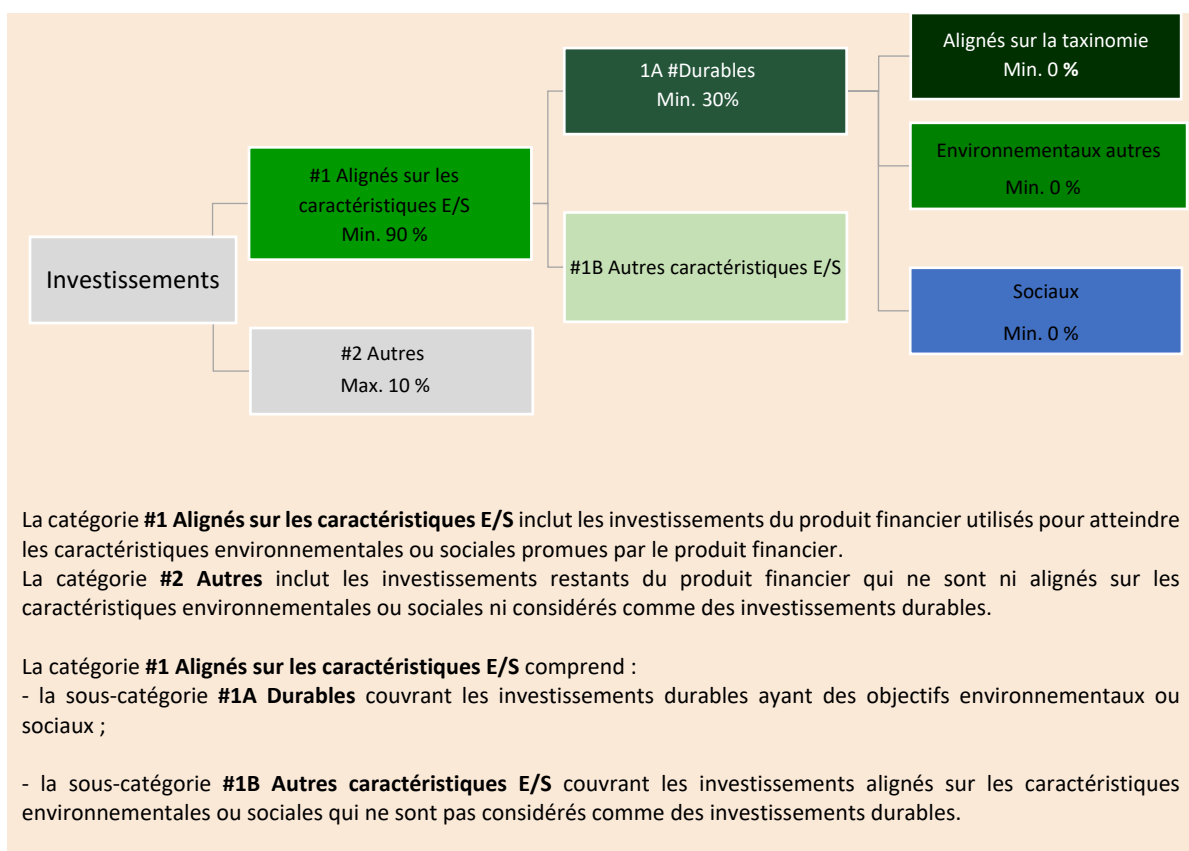 Alignés sur la taxinomie
Min. 0 %
1A #Durables
Min. 30%
Environnementaux autres
Min. 0 %
#1 Alignés sur les
caractéristiques E/S
Min. 90 %
#1B Autres caractéristiques E/S
Investissements
Sociaux
Min. 0 %
#2 Autres
Max. 10 %
La catégorie #1 Alignés sur les caractéristiques E/S inclut les investissements du produit financier utilisés pour atteindre
les caractéristiques environnementales ou sociales promues par le produit financier.
La catégorie #2 Autres inclut les investissements restants du produit financier qui ne sont ni alignés sur les
caractéristiques environnementales ou sociales ni considérés comme des investissements durables.
La catégorie #1 Alignés sur les caractéristiques E/S comprend :
- la sous-catégorie #1A Durables couvrant les investissements durables ayant des objectifs environnementaux ou
sociaux ;
- la sous-catégorie #1B Autres caractéristiques E/S couvrant les investissements alignés sur les caractéristiques
environnementales ou sociales qui ne sont pas considérés comme des investissements durables.